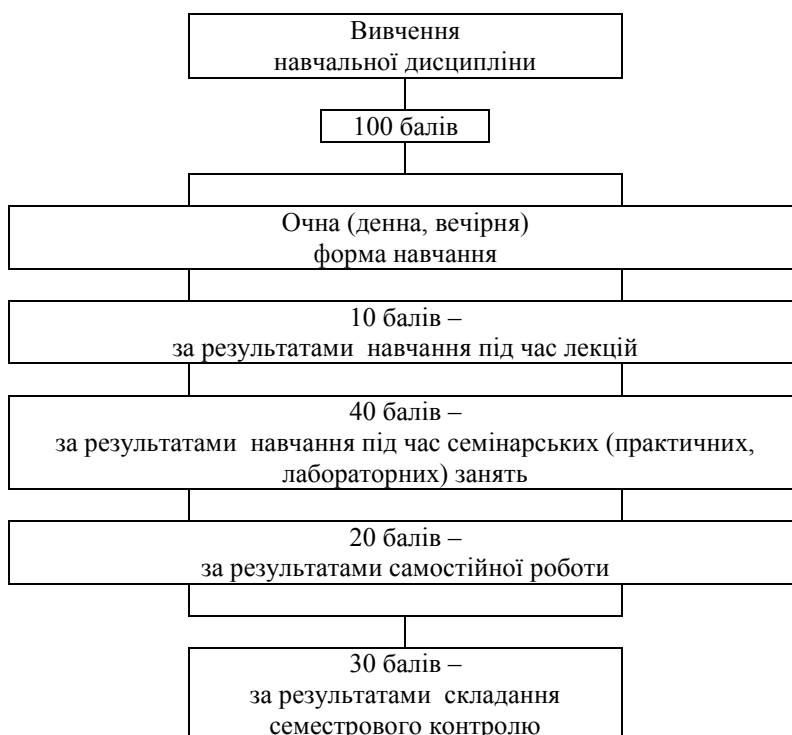 Вивчення
навчальної дисципліни
100 балів
Очна (денна, вечірня)
форма навчання
10 балів –
за результатами навчання під час лекцій
40 балів –
за результатами навчання під час семінарських (практичних,
лабораторних) занять
20 балів –
за результатами самостійної роботи
30 балів –
за результатами складання
семестрового контролю